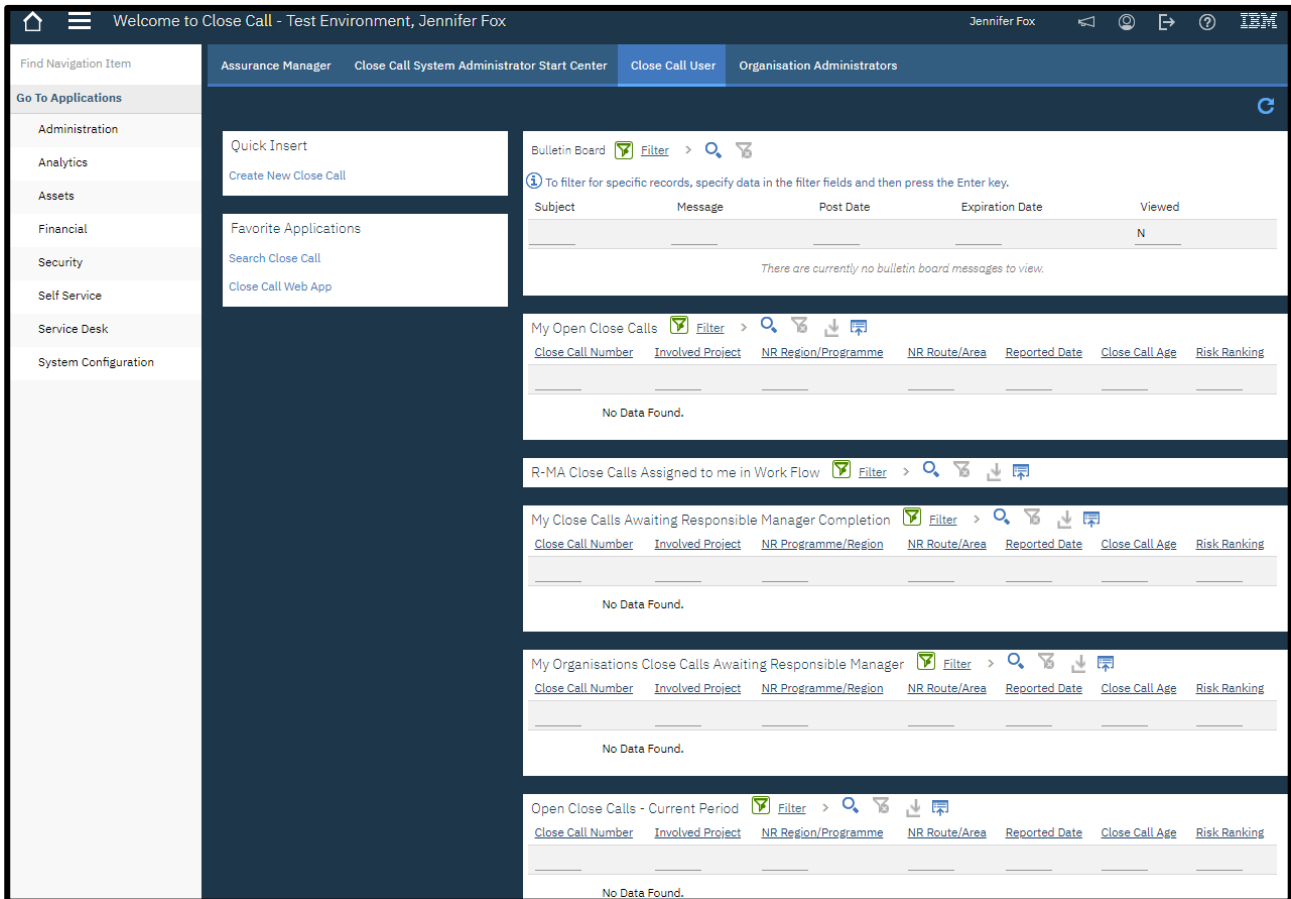 Welcome to Close Call - Test Environment, Jennifer Fox
Jennifer Fox
IBM
Find Navigation Item
Go To Applications
Administration
Analytics
Assets
Financial
Security
Self Service
Service Desk
System Configuration
Assurance Manager Close Call System Administrator Start Center Close Call User Organisation Administrators
Quick Insert
Create New Close Call
Favorite Applications
Search Close Call
Close Call Web App
Bulletin Board Filter >
To filter for specific records, specify data in the filter fields and then press the Enter key.
Subject Message Post Date Expiration Date Viewed
N
There are currently no bulletin board messages to view.
My Open Close Calls Filter >
Close Call Number Involved Project NR Region/Programme NR Route/Area Reported Date Close Call Age Risk Ranking
No Data Found.
R-MA Close Calls Assigned to me in Work Flow Filter >
My Close Calls Awaiting Responsible Manager Completion Filter >
Close Call Number Involved Project NR Programme/Region NR Route/Area Reported Date Close Call Age Risk Ranking
No Data Found.
My Organisations Close Calls Awaiting Responsible Manager Filter >
Close Call Number Involved Project NR Programme/Region NR Route/Area Reported Date Close Call Age Risk Ranking
No Data Found.
Open Close Calls - Current Period Filter >
Close Call Number Involved Project NR Region/Programme NR Route/Area Reported Date Close Call Age Risk Ranking
No Data Found.